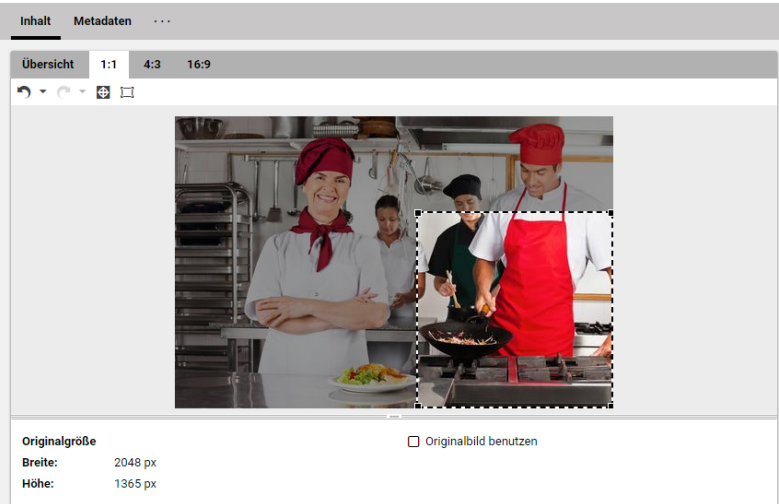 Inhalt Metadaten ...
Übersicht 1:1 4:3 16:9
Originalgröße
Originalbild benutzen
Breite: 2048 px
Höhe: 1365 px